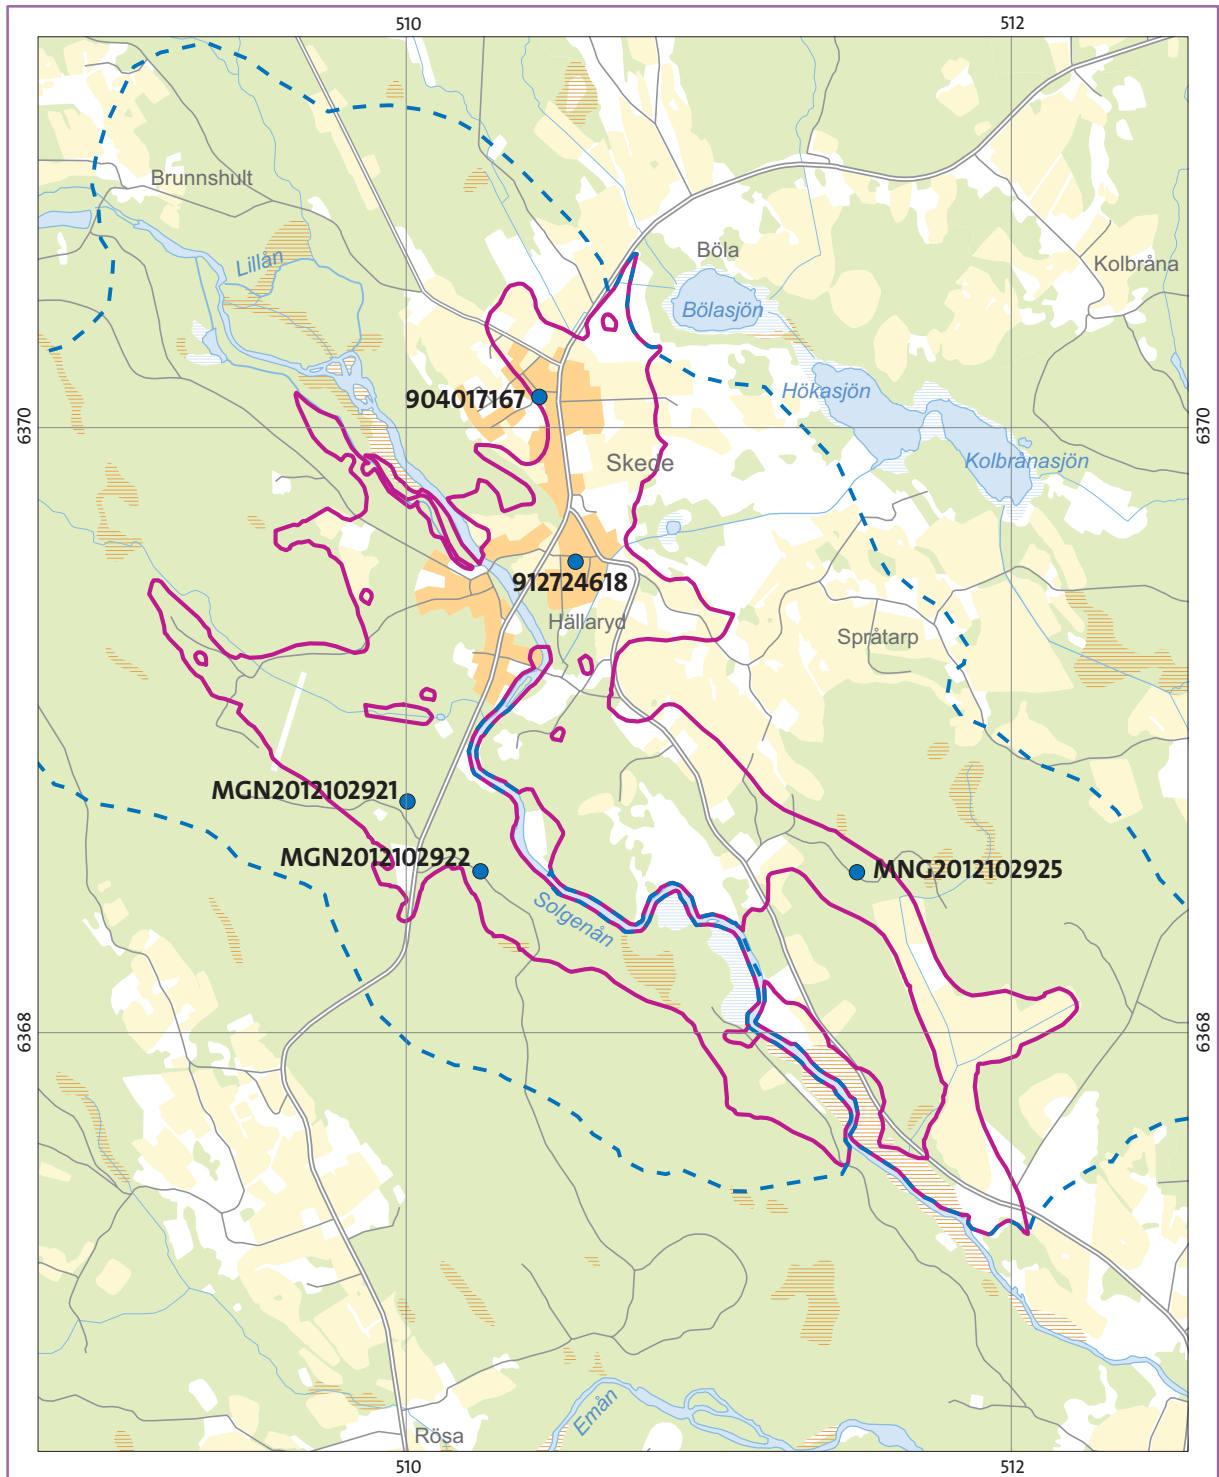 510
512
Brunnshult
Böla
Kolbråna
Lillån
Bölasjön
Hökasjön
904017167
6370
6370
Skede
Kolbrånasjön
912724618
Hällaryd
Språtarp
MGN2012102921
MGN2012102922
MNG2012102925
Solgenån
6368
6368
Emån
Rösa
510
512